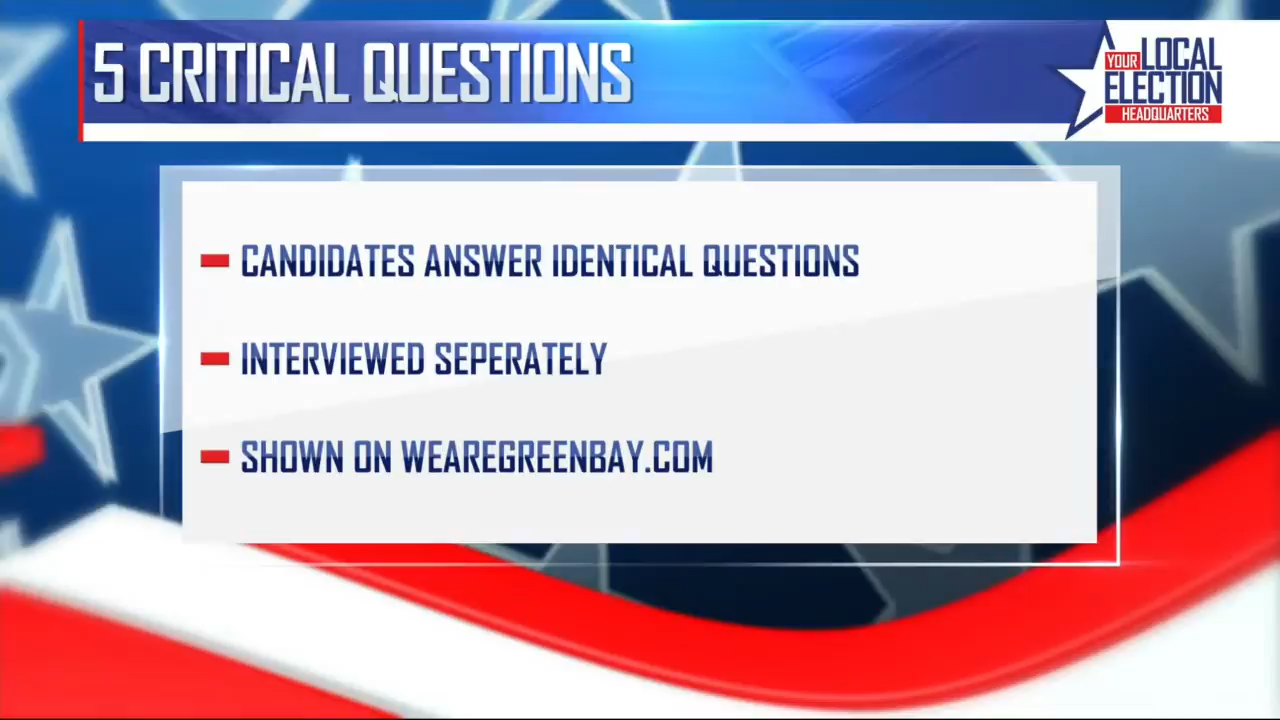 5 CRITICAL QUESTIONS
YOUR LOCAL
ELECTION
HEADQUARTERS
CANDIDATES ANSWER IDENTICAL QUESTIONS
INTERVIEWED SEPERATELY
SHOWN ON WEAREGREENBAY.COM